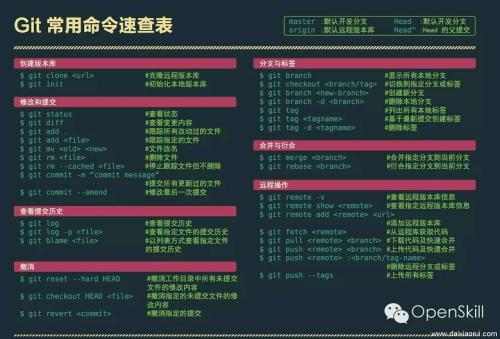 Git 常用命令速查表
master :默认开发分支 Head :默认开发分支
origin :默认远程版本库 Head^ :Head 的父提交
创建版本库
$ git clone <url> #克隆远程版本库
$ git init #初始化本地版本库
修改和提交
$ git status #查看状态
$ git diff #查看变更内容
$ git add . #跟踪所有改动过的文件
$ git add <file> #跟踪指定的文件
$ git mv <old> <new> #文件改名
$ git rm <file> #删除文件
$ git rm --cached <file> #停止跟踪文件但不删除
$ git commit -m “commit message”
#提交所有更新过的文件
$ git commit --amend #修改最后一次提交
查看提交历史
$ git log #查看提交历史
$ git log -p <file> #查看指定文件的提交历史
$ git blame <file> #以列表方式查看指定文件
的提交历史
撤消
$ git reset --hard HEAD #撤消工作目录中所有未提交
文件的修改内容
$ git checkout HEAD <file> #撤消指定的未提交文件的修
改内容
$ git revert <commit> #撤消指定的提交
分支与标签
$ git branch #显示所有本地分支
$ git checkout <branch/tag> #切换到指定分支或标签
$ git branch <new-branch> #创建新分支
$ git branch -d <branch> #删除本地分支
$ git tag #列出所有本地标签
$ git tag <tagname> #基于最新提交创建标签
$ git tag -d <tagname> #删除标签
合并与衍合
$ git merge <branch> #合并指定分支到当前分支
$ git rebase <branch> #衍合指定分支到当前分支
远程操作
$ git remote -v #查看远程版本库信息
$ git remote show <remote> #查看指定远程版本库信息
$ git remote add <remote> <url>
#添加远程版本库
$ git fetch <remote> #从远程库获取代码
$ git pull <remote> <branch> #下载代码及快速合并
$ git push <remote> <branch> #上传代码及快速合并
$ git push <remote> :<branch/tag-name>
#删除远程分支或标签
$ git push --tags #上传所有标签
OpenSkill
www.daixiaorui.com